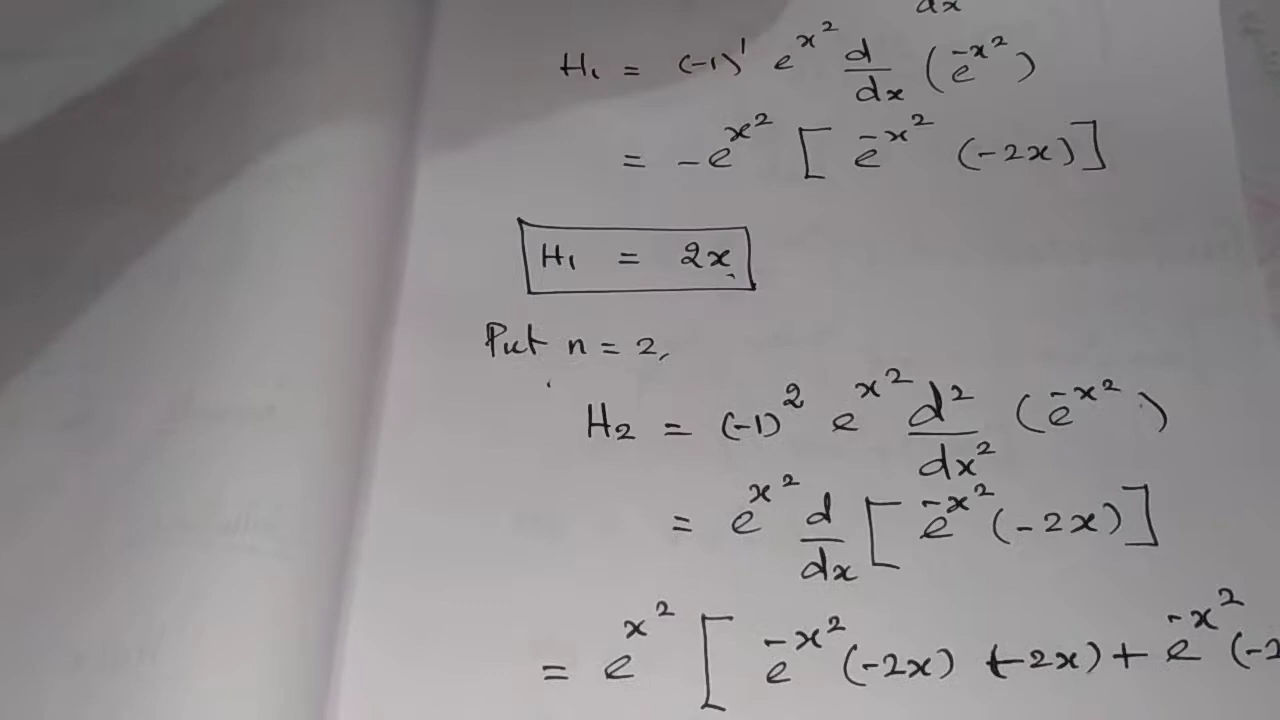 dx
H₁ = (-1)¹ e^{x²} d/dx (e^{-x²})
= -e^{x²} [ e^{-x²} (-2x)]
H₁ = 2x
Put n = 2,
H₂ = (-1)² e^{x²} d²/dx² (e^{-x²})
= e^{x²} d/dx [ e^{-x²} (-2x)]
= e^{x²} [ e^{-x²} (-2x) (-2x) + e^{-x²} (-2